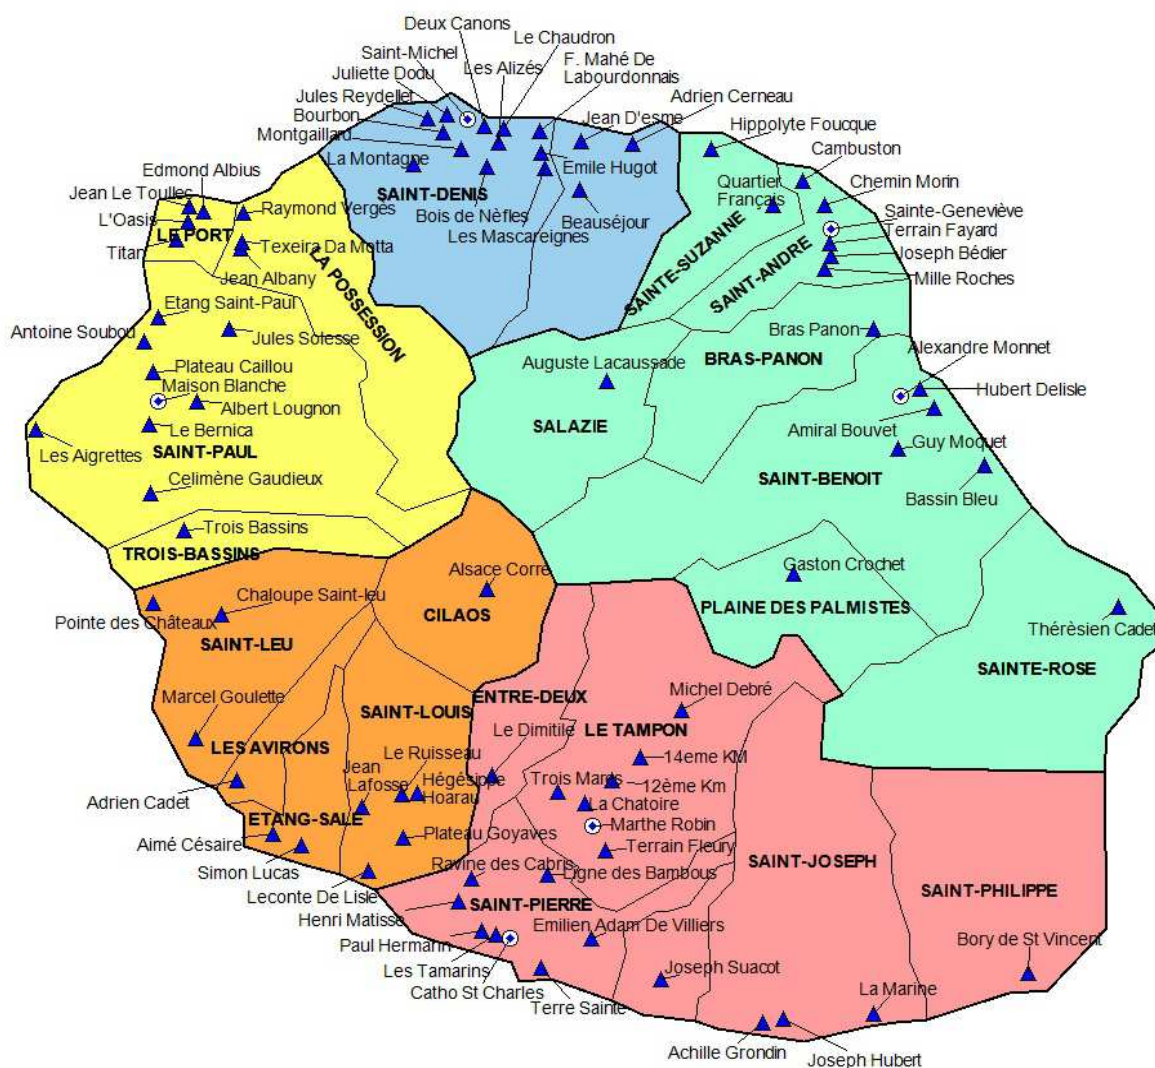 Deux Canons
Le Chaudron
Saint-Michel
F. Mahé De
Labourdonnais
Juliette Dodu
Les Alizés
Jules Reydellet
Adrien Cerneau
Bourbon
Jean D'esme
Montgaillard
Hippolyte Foucque
La Montagne
Emile Hugot
Cambuston
Edmond Albius
SAINT-DENIS
Quartier
Français
Chemin Morin
Jean Le Toullec
Bois de Nèfles
Beauséjour
Sainte-Geneviève
L'Oasis
Raymond Vergès
Les Mascareignes
Terrain Fayard
LE PORT
Texeira Da Motta
SAINTE-SUZANNE
SAINT-ANDRE
Joseph Bédier
Titan
Jean Albany
LA POSSESSION
Mille Roches
Etang Saint-Paul
Antoine Soubou
Jules Solesse
Bras Panon
Alexandre Monnet
Plateau Caillou
Auguste Lacaussade
BRAS-PANON
Maison Blanche
Hubert Delisle
Albert Lougnon
SALAZIE
Amiral Bouvet
Le Bernica
Guy Moquet
Les Aigrettes
SAINT-PAUL
SAINT-BENOIT
Bassin Bleu
Celimène Gaudieux
Trois Bassins
TROIS-BASSINS
Alsace Corre
Gaston Crochet
Chaloupe Saint-leu
PLAINE DES PALMISTES
Pointe des Châteaux
CILAOS
Thérèsien Cadet
SAINT-LEU
SAINTE-ROSE
Marcel Goulette
ENTRE-DEUX
Michel Debré
SAINT-LOUIS
Le Dimitile
LE TAMPON
LES AVIRONS
Le Ruisseau
14eme KM
Jean
Lafosse
Hégésippe
Hoarau
Trois Mares
12ème Km
Adrien Cadet
La Chatoire
ETANG-SALE
Marthe Robin
Aimé Césaire
Plateau Goyaves
Terrain Fleury
SAINT-JOSEPH
Simon Lucas
Ravine des Cabris
Ligne des Bambous
Leconte De Lisle
SAINT-PHILIPPE
Henri Matisse
SAINT-PIERRE
Emilien Adam De Villiers
Paul Hermann
Bory de St Vincent
Les Tamarins
Joseph Suacot
Catho St Charles
Terre Sainte
La Marine
Achille Grondin
Joseph Hubert